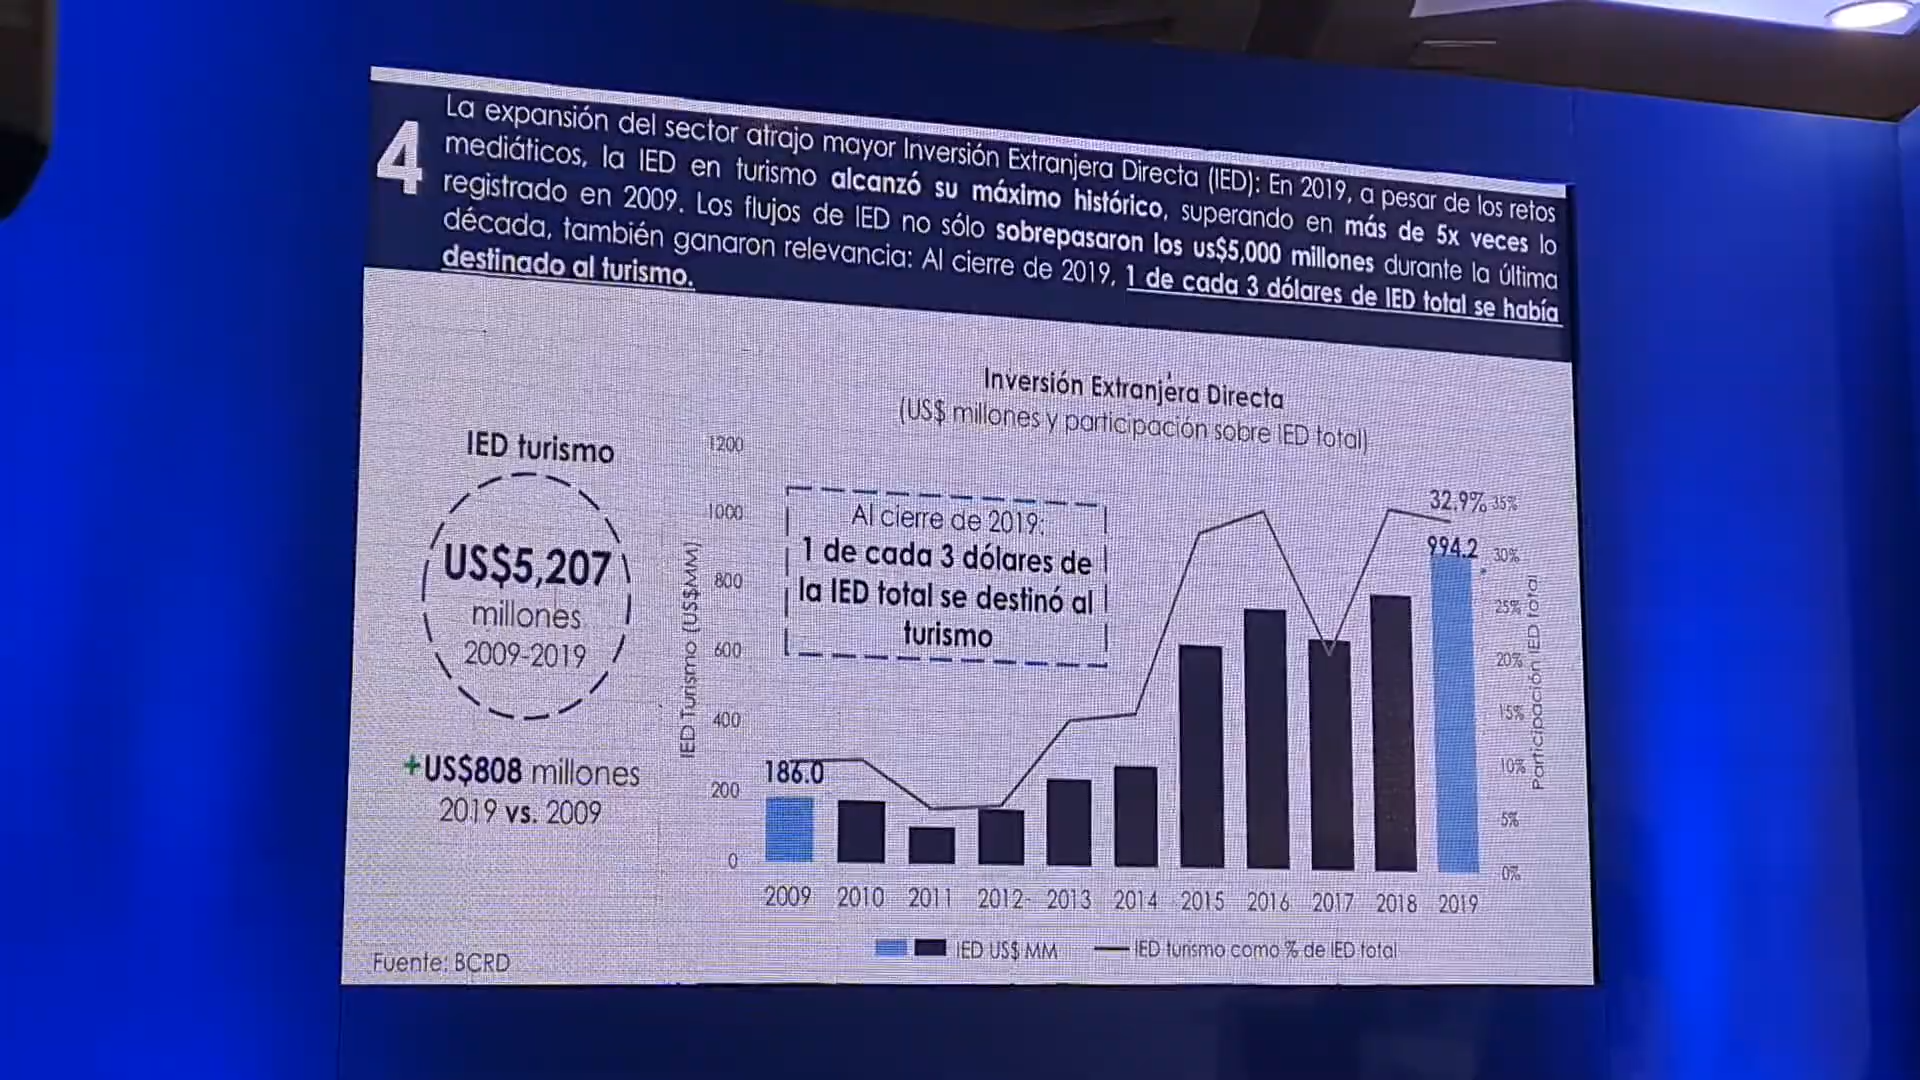 4
La expansión del sector atrajo mayor Inversión Extranjera Directa (IED): En 2019, a pesar de los retos
mediáticos, la IED en turismo alcanzó su máximo histórico, superando en más de 5x veces lo
registrado en 2009. Los flujos de IED no sólo sobrepasaron los us$5,000 millones durante la última
década, también ganaron relevancia: Al cierre de 2019, 1 de cada 3 dólares de IED total se había
destinado al turismo.
Inversión Extranjera Directa
(US$ millones y participación sobre IED total)
IED turismo
US$5,207
millones
2009-2019
+US$808 millones
2019 vs. 2009
IED Turismo (US$MM)
1200
1000
800
600
400
200
0
Al cierre de 2019:
1 de cada 3 dólares de
la IED total se destinó al
turismo
186.0
32.9%
994.2
35%
30%
25%
20%
15%
10%
5%
0%
Participación IED total
2009 2010 2011 2012 2013 2014 2015 2016 2017 2018 2019
IED US$ MM
IED turismo como % de IED total
Fuente: BCRD